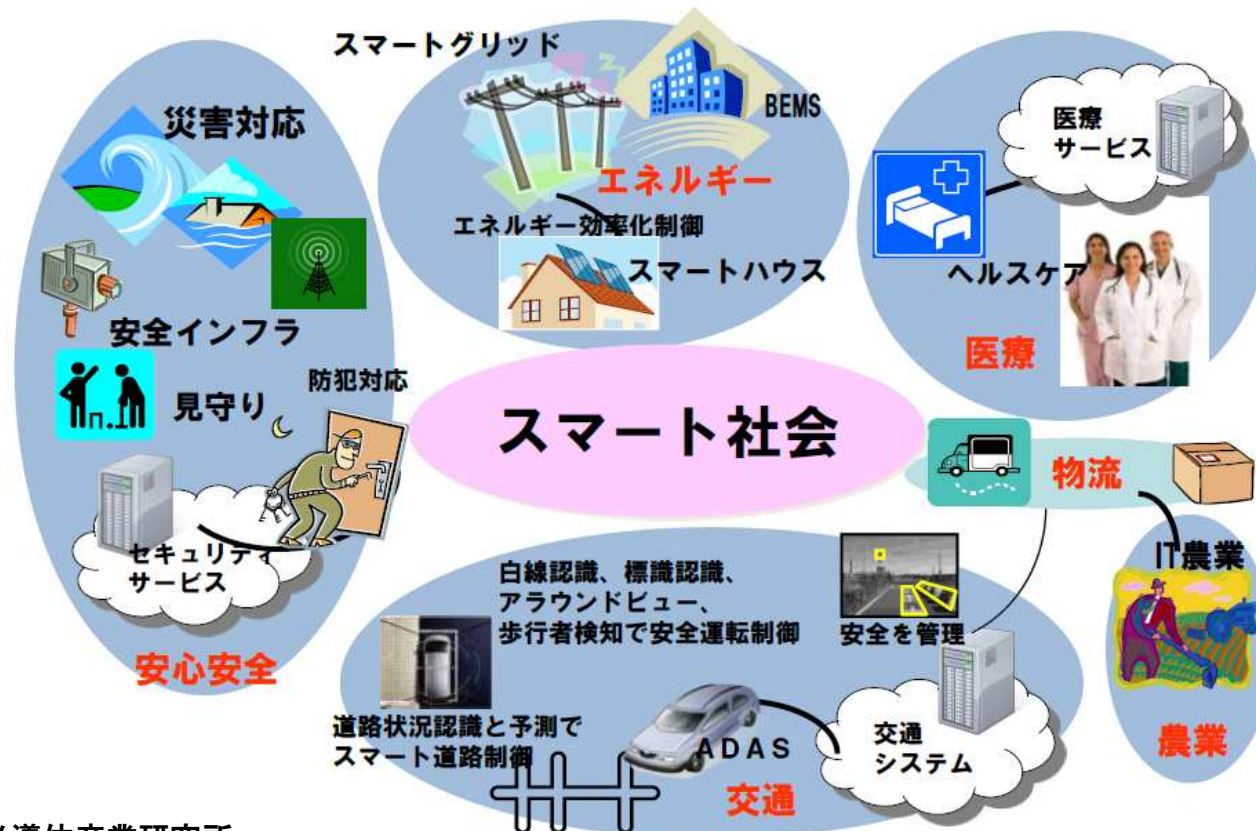 スマートグリッド
BEMS
エネルギー
エネルギー効率化制御
スマートハウス
災害対応
安全インフラ
見守り
防犯対応
セキュリティ
サービス
安心安全
医療
サービス
ヘルスケア
医療
スマート社会
物流
IT農業
農業
白線認識、標識認識、
アラウンドビュー、
歩行者検知で安全運転制御
安全を管理
道路状況認識と予測で
スマート道路制御
ADAS
交通
交通
システム
導体産業研究所